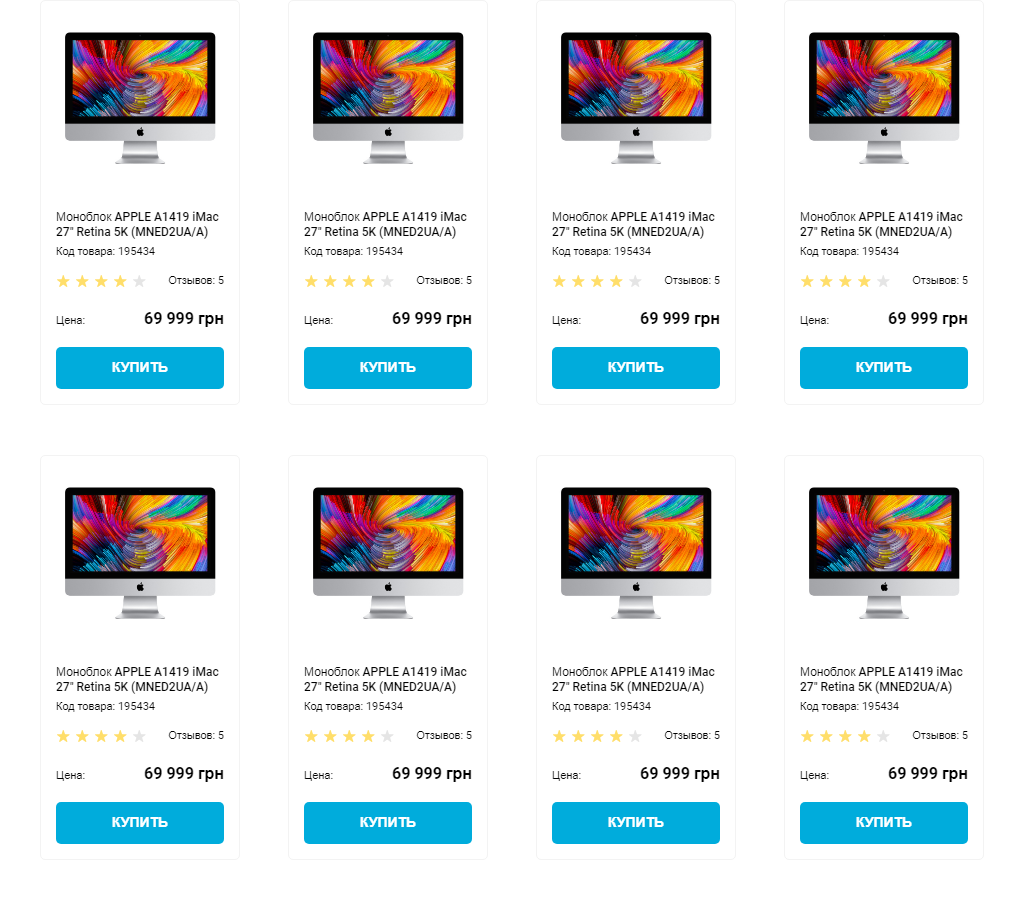 Моноблок APPLE A1419 iMac
27" Retina 5K (MNED2UA/A)
Код товара: 195434
Отзывов: 5
Цена: 69 999 грн
КУПИТЬ
Моноблок APPLE A1419 iMac
27" Retina 5K (MNED2UA/A)
Код товара: 195434
Отзывов: 5
Цена: 69 999 грн
КУПИТЬ
Моноблок APPLE A1419 iMac
27" Retina 5K (MNED2UA/A)
Код товара: 195434
Отзывов: 5
Цена: 69 999 грн
КУПИТЬ
Моноблок APPLE A1419 iMac
27" Retina 5K (MNED2UA/A)
Код товара: 195434
Отзывов: 5
Цена: 69 999 грн
КУПИТЬ
Моноблок APPLE A1419 iMac
27" Retina 5K (MNED2UA/A)
Код товара: 195434
Отзывов: 5
Цена: 69 999 грн
КУПИТЬ
Моноблок APPLE A1419 iMac
27" Retina 5K (MNED2UA/A)
Код товара: 195434
Отзывов: 5
Цена: 69 999 грн
КУПИТЬ
Моноблок APPLE A1419 iMac
27" Retina 5K (MNED2UA/A)
Код товара: 195434
Отзывов: 5
Цена: 69 999 грн
КУПИТЬ
Моноблок APPLE A1419 iMac
27" Retina 5K (MNED2UA/A)
Код товара: 195434
Отзывов: 5
Цена: 69 999 грн
КУПИТЬ